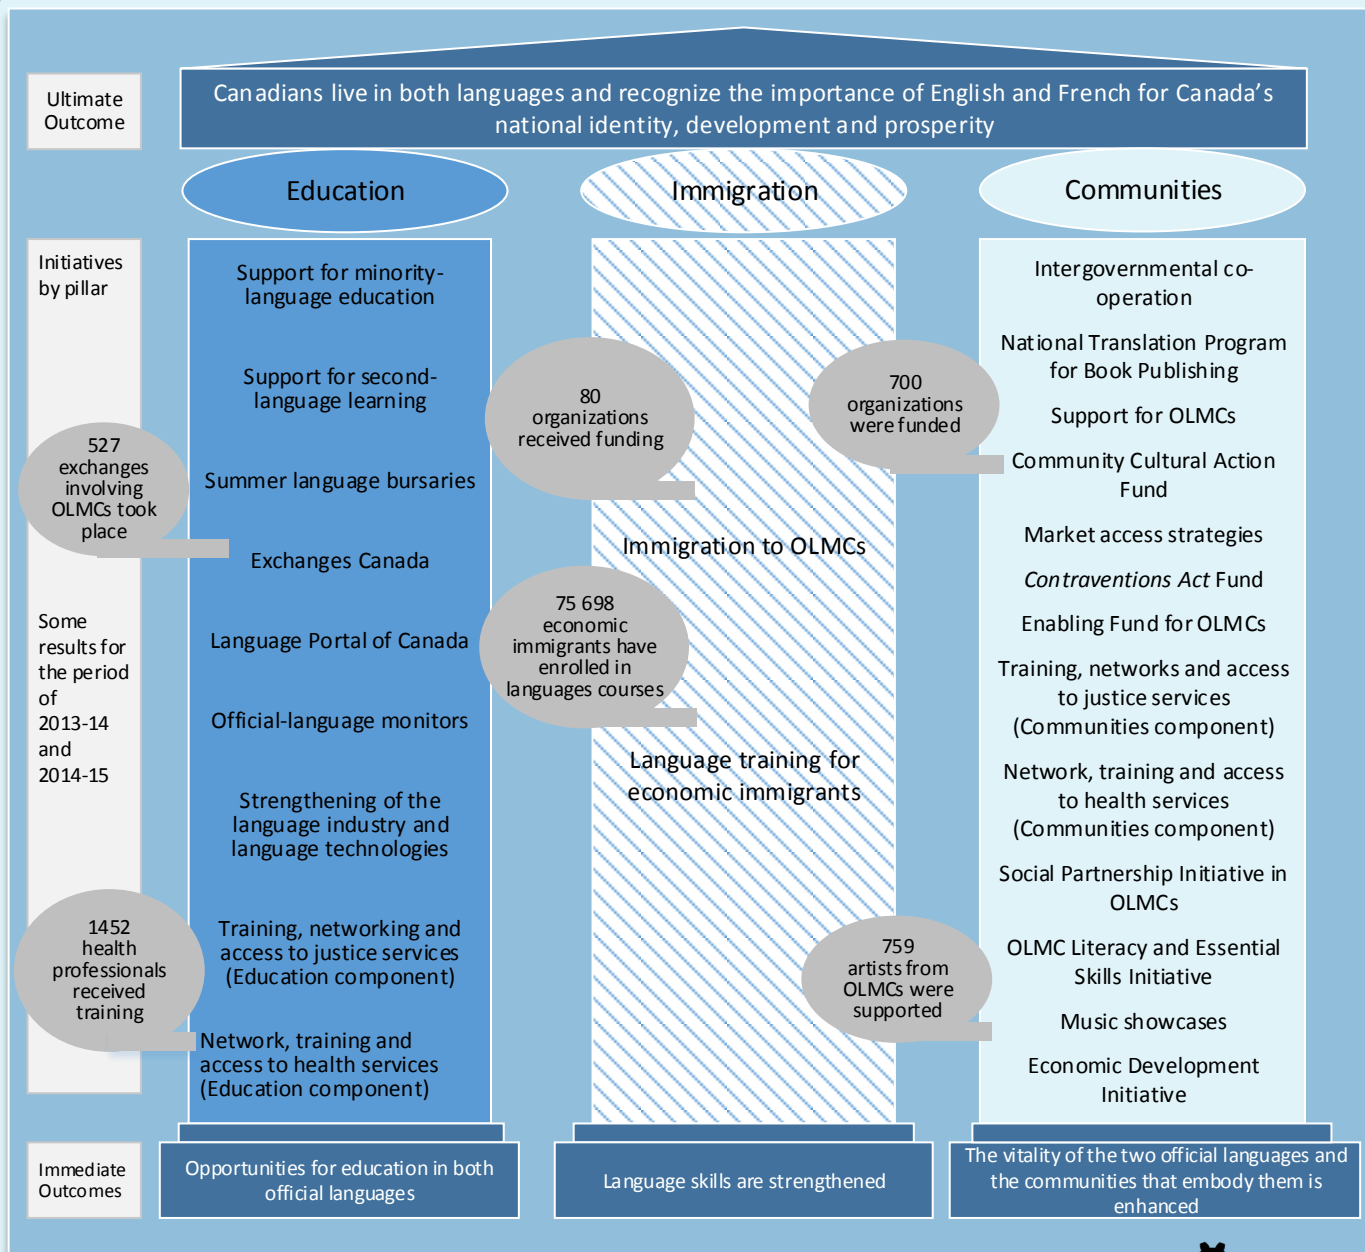 Ultimate
Outcome
Canadians live in both languages and recognize the importance of English and French for Canada's
national identity, development and prosperity
Education
Immigration
Communities
Initiatives
by pillar
Some
results for
the period
of
2013-14
and
2014-15
527
exchanges
involving
OLMCs took
place
1452
health
professionals
received
training
Support for minority-
language education
Support for second-
language learning
Summer language bursaries
Exchanges Canada
Language Portal of Canada
Official-language monitors
Strengthening of the
language industry and
language technologies
Training, networking and
access to justice services
(Education component)
Network, training and
access to health services
(Education component)
80
organizations
received funding
Immigration to OLMCs
75 698
economic
immigrants have
enrolled in
languages courses
Language training for
economic immigrants
700
organizations
were funded
759
artists from
OLMCs were
supported
Intergovernmental co-
operation
National Translation Program
for Book Publishing
Support for OLMCs
Community Cultural Action
Fund
Market access strategies
Contraventions Act Fund
Enabling Fund for OLMCs
Training, networks and access
to justice services
(Communities component)
Network, training and access
to health services
(Communities component)
Social Partnership Initiative in
OLMCs
OLMC Literacy and Essential
Skills Initiative
Music showcases
Economic Development
Initiative
Immediate
Outcomes
Opportunities for education in both
official languages
Language skills are strengthened
The vitality of the two official languages and
the communities that embody them is
enhanced